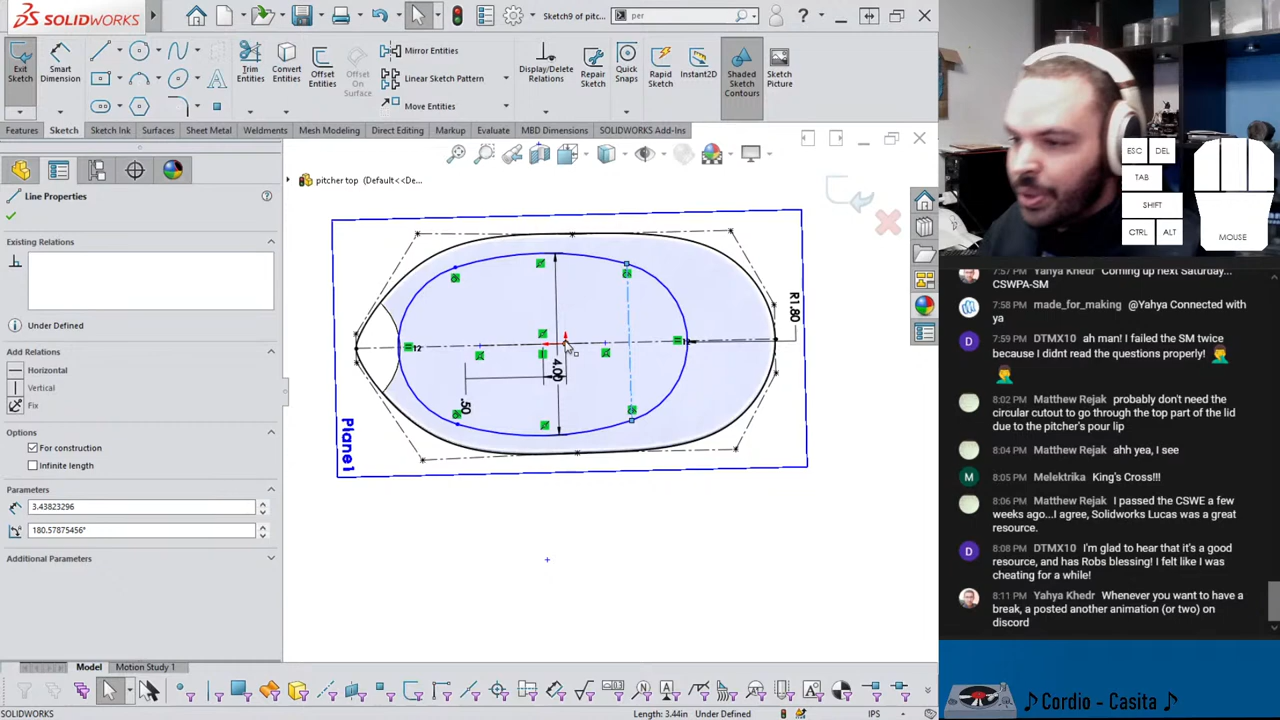 SOLIDWORKS
Sketch9 of pitc...
per
Exit Sketch
Smart Dimension
Trim Entities
Convert Entities
Offset Entities
Offset On Surface
Mirror Entities
Linear Sketch Pattern
Move Entities
Display/Delete Relations
Repair Sketch
Quick Snaps
Rapid Sketch
Instant2D
Shaded Sketch Contours
Sketch Picture
Features
Sketch
Sketch Ink
Surfaces
Sheet Metal
Weldments
Mesh Modeling
Direct Editing
Markup
Evaluate
MBD Dimensions
SOLIDWORKS Add-Ins
pitcher top (Default<<De...
Line Properties
Existing Relations
Under Defined
Add Relations
Horizontal
Vertical
Fix
Options
For construction
Infinite length
Parameters
3.43823296
180.57875456°
Additional Parameters
R1.80
12
12
4.00
.50
Plane1
Model
Motion Study 1
SOLIDWORKS
Length: 3.44in
Under Defined
IPS
ESC
DEL
TAB
SHIFT
CTRL
ALT
MOUSE
7:57 PM Yahya Khedr Coming up next Saturday...
CSWPA-SM
7:58 PM made_for_making @Yahya Connected with
ya
7:59 PM DTMX10 ah man! I failed the SM twice
because I didnt read the questions properly! 🤦‍♂️
🤦‍♂️
8:02 PM Matthew Rejak probably don't need the
circular cutout to go through the top part of the lid
due to the pitcher's pour lip
8:04 PM Matthew Rejak ahh yea, I see
M
8:05 PM Melektrika King's Cross!!!
8:06 PM Matthew Rejak I passed the CSWE a few
weeks ago...I agree, Solidworks Lucas was a great
resource.
D
8:08 PM DTMX10 I'm glad to hear that it's a good
resource, and has Robs blessing! I felt like I was
cheating for a while!
8:11 PM Yahya Khedr Whenever you want to have a
break, a posted another animation (or two) on
discord
♪ Cordio - Casita ♪